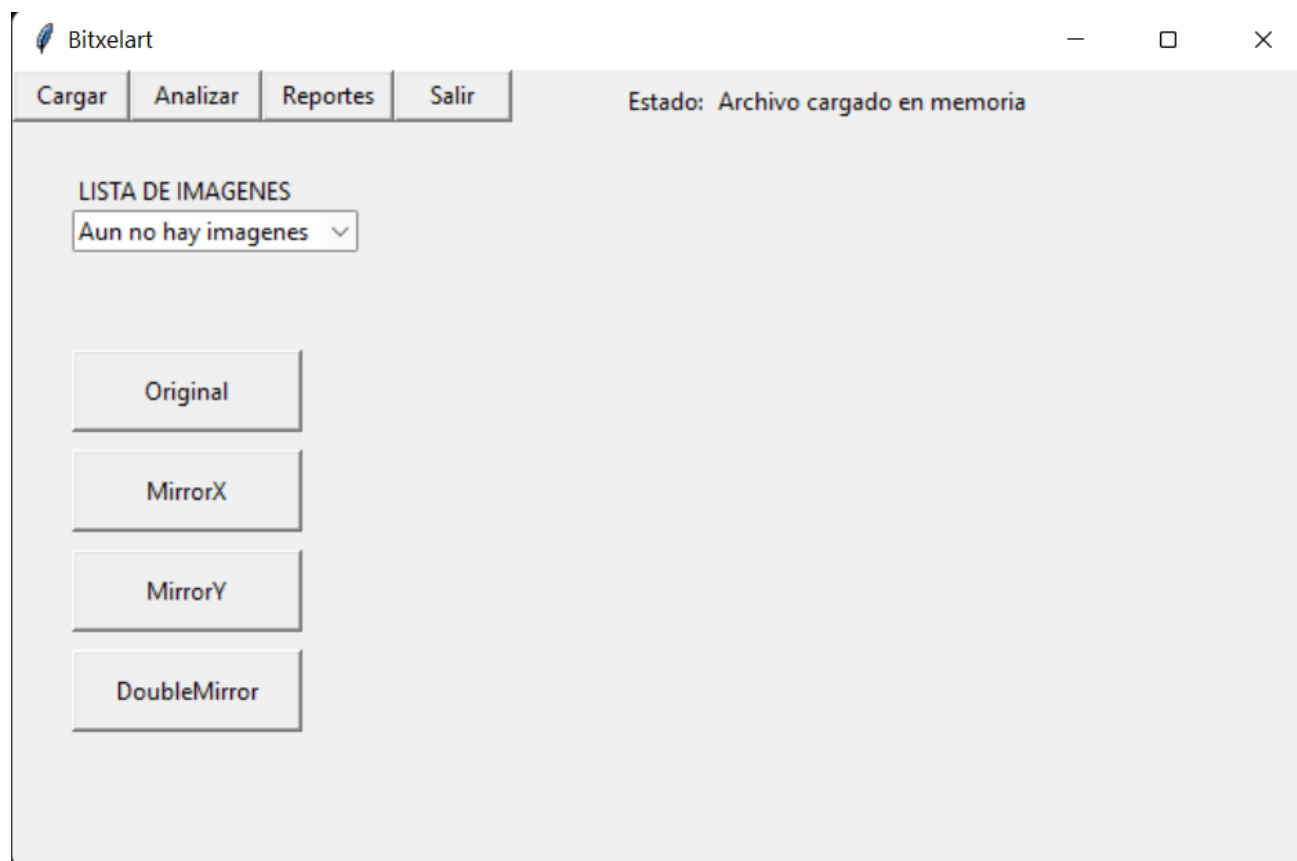 Bitxelart
Cargar Analizar Reportes Salir Estado: Archivo cargado en memoria
LISTA DE IMAGENES
Aun no hay imagenes
Original
MirrorX
MirrorY
DoubleMirror